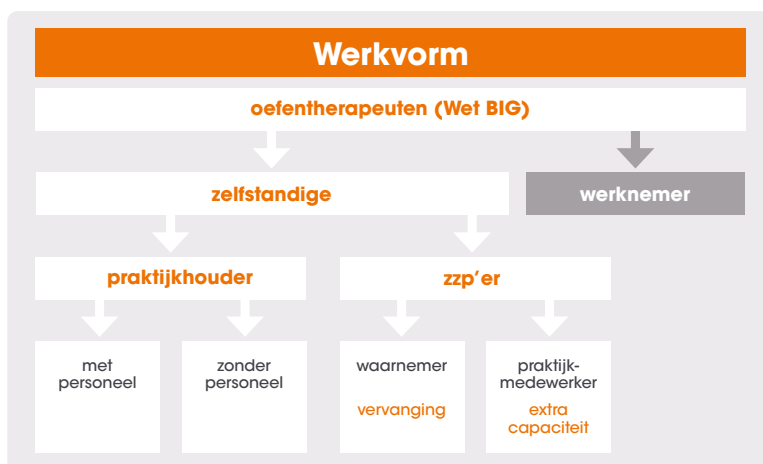 Werkvorm
oefentherapeuten (Wet BIG)
zelfstandige
werknemer
praktijkhouder
zzp'er
met
personeel
zonder
personeel
waarnemer
vervanging
praktijk-
medewerker
extra
capaciteit